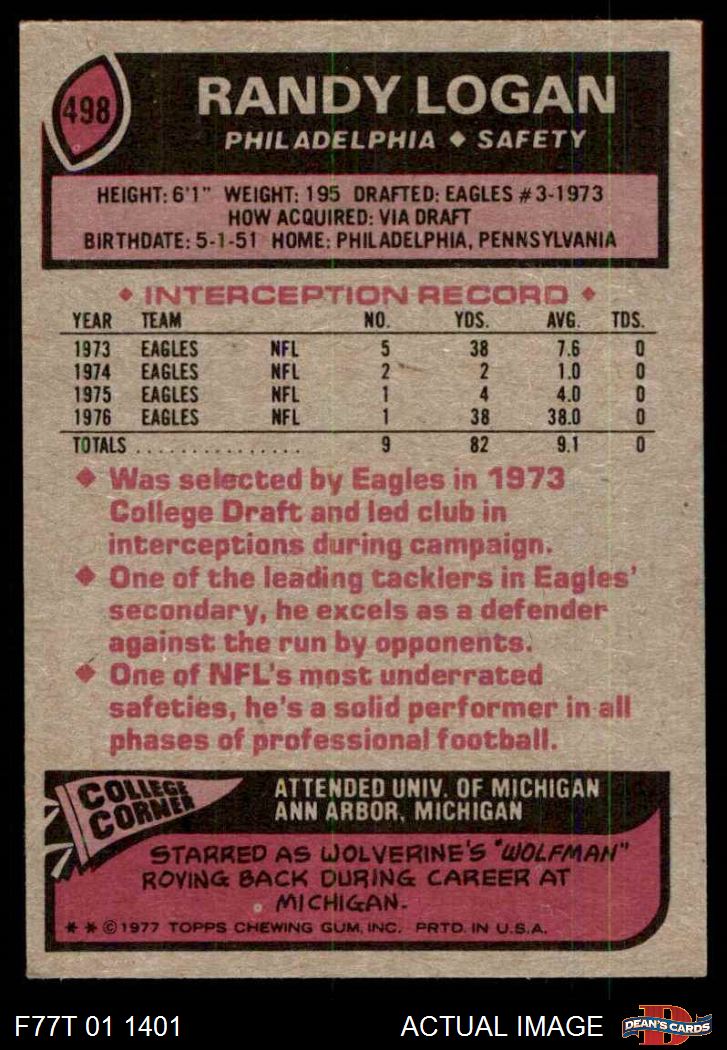 498
RANDY LOGAN
PHILADELPHIA ◆ SAFETY
HEIGHT: 6'1" WEIGHT: 195 DRAFTED: EAGLES #3-1973
HOW ACQUIRED: VIA DRAFT
BIRTHDATE: 5-1-51 HOME: PHILADELPHIA, PENNSYLVANIA
◆ INTERCEPTION RECORD ◆
YEAR TEAM NO. YDS. AVG. TDS.
1973 EAGLES NFL 5 38 7.6 0
1974 EAGLES NFL 2 2 1.0 0
1975 EAGLES NFL 1 4 4.0 0
1976 EAGLES NFL 1 38 38.0 0
TOTALS ................ 9 82 9.1 0
◆ Was selected by Eagles in 1973
College Draft and led club in
interceptions during campaign.
◆ One of the leading tacklers in Eagles'
secondary, he excels as a defender
against the run by opponents.
◆ One of NFL's most underrated
safeties, he's a solid performer in all
phases of professional football.
COLLEGE
CORNER
ATTENDED UNIV. OF MICHIGAN
ANN ARBOR, MICHIGAN
STARRED AS WOLVERINE'S "WOLFMAN"
ROVING BACK DURING CAREER AT
MICHIGAN.
* * © 1977 TOPPS CHEWING GUM, INC. PRTD. IN U.S.A.
F77T 01 1401
ACTUAL IMAGE
D
DEAN'S CARDS